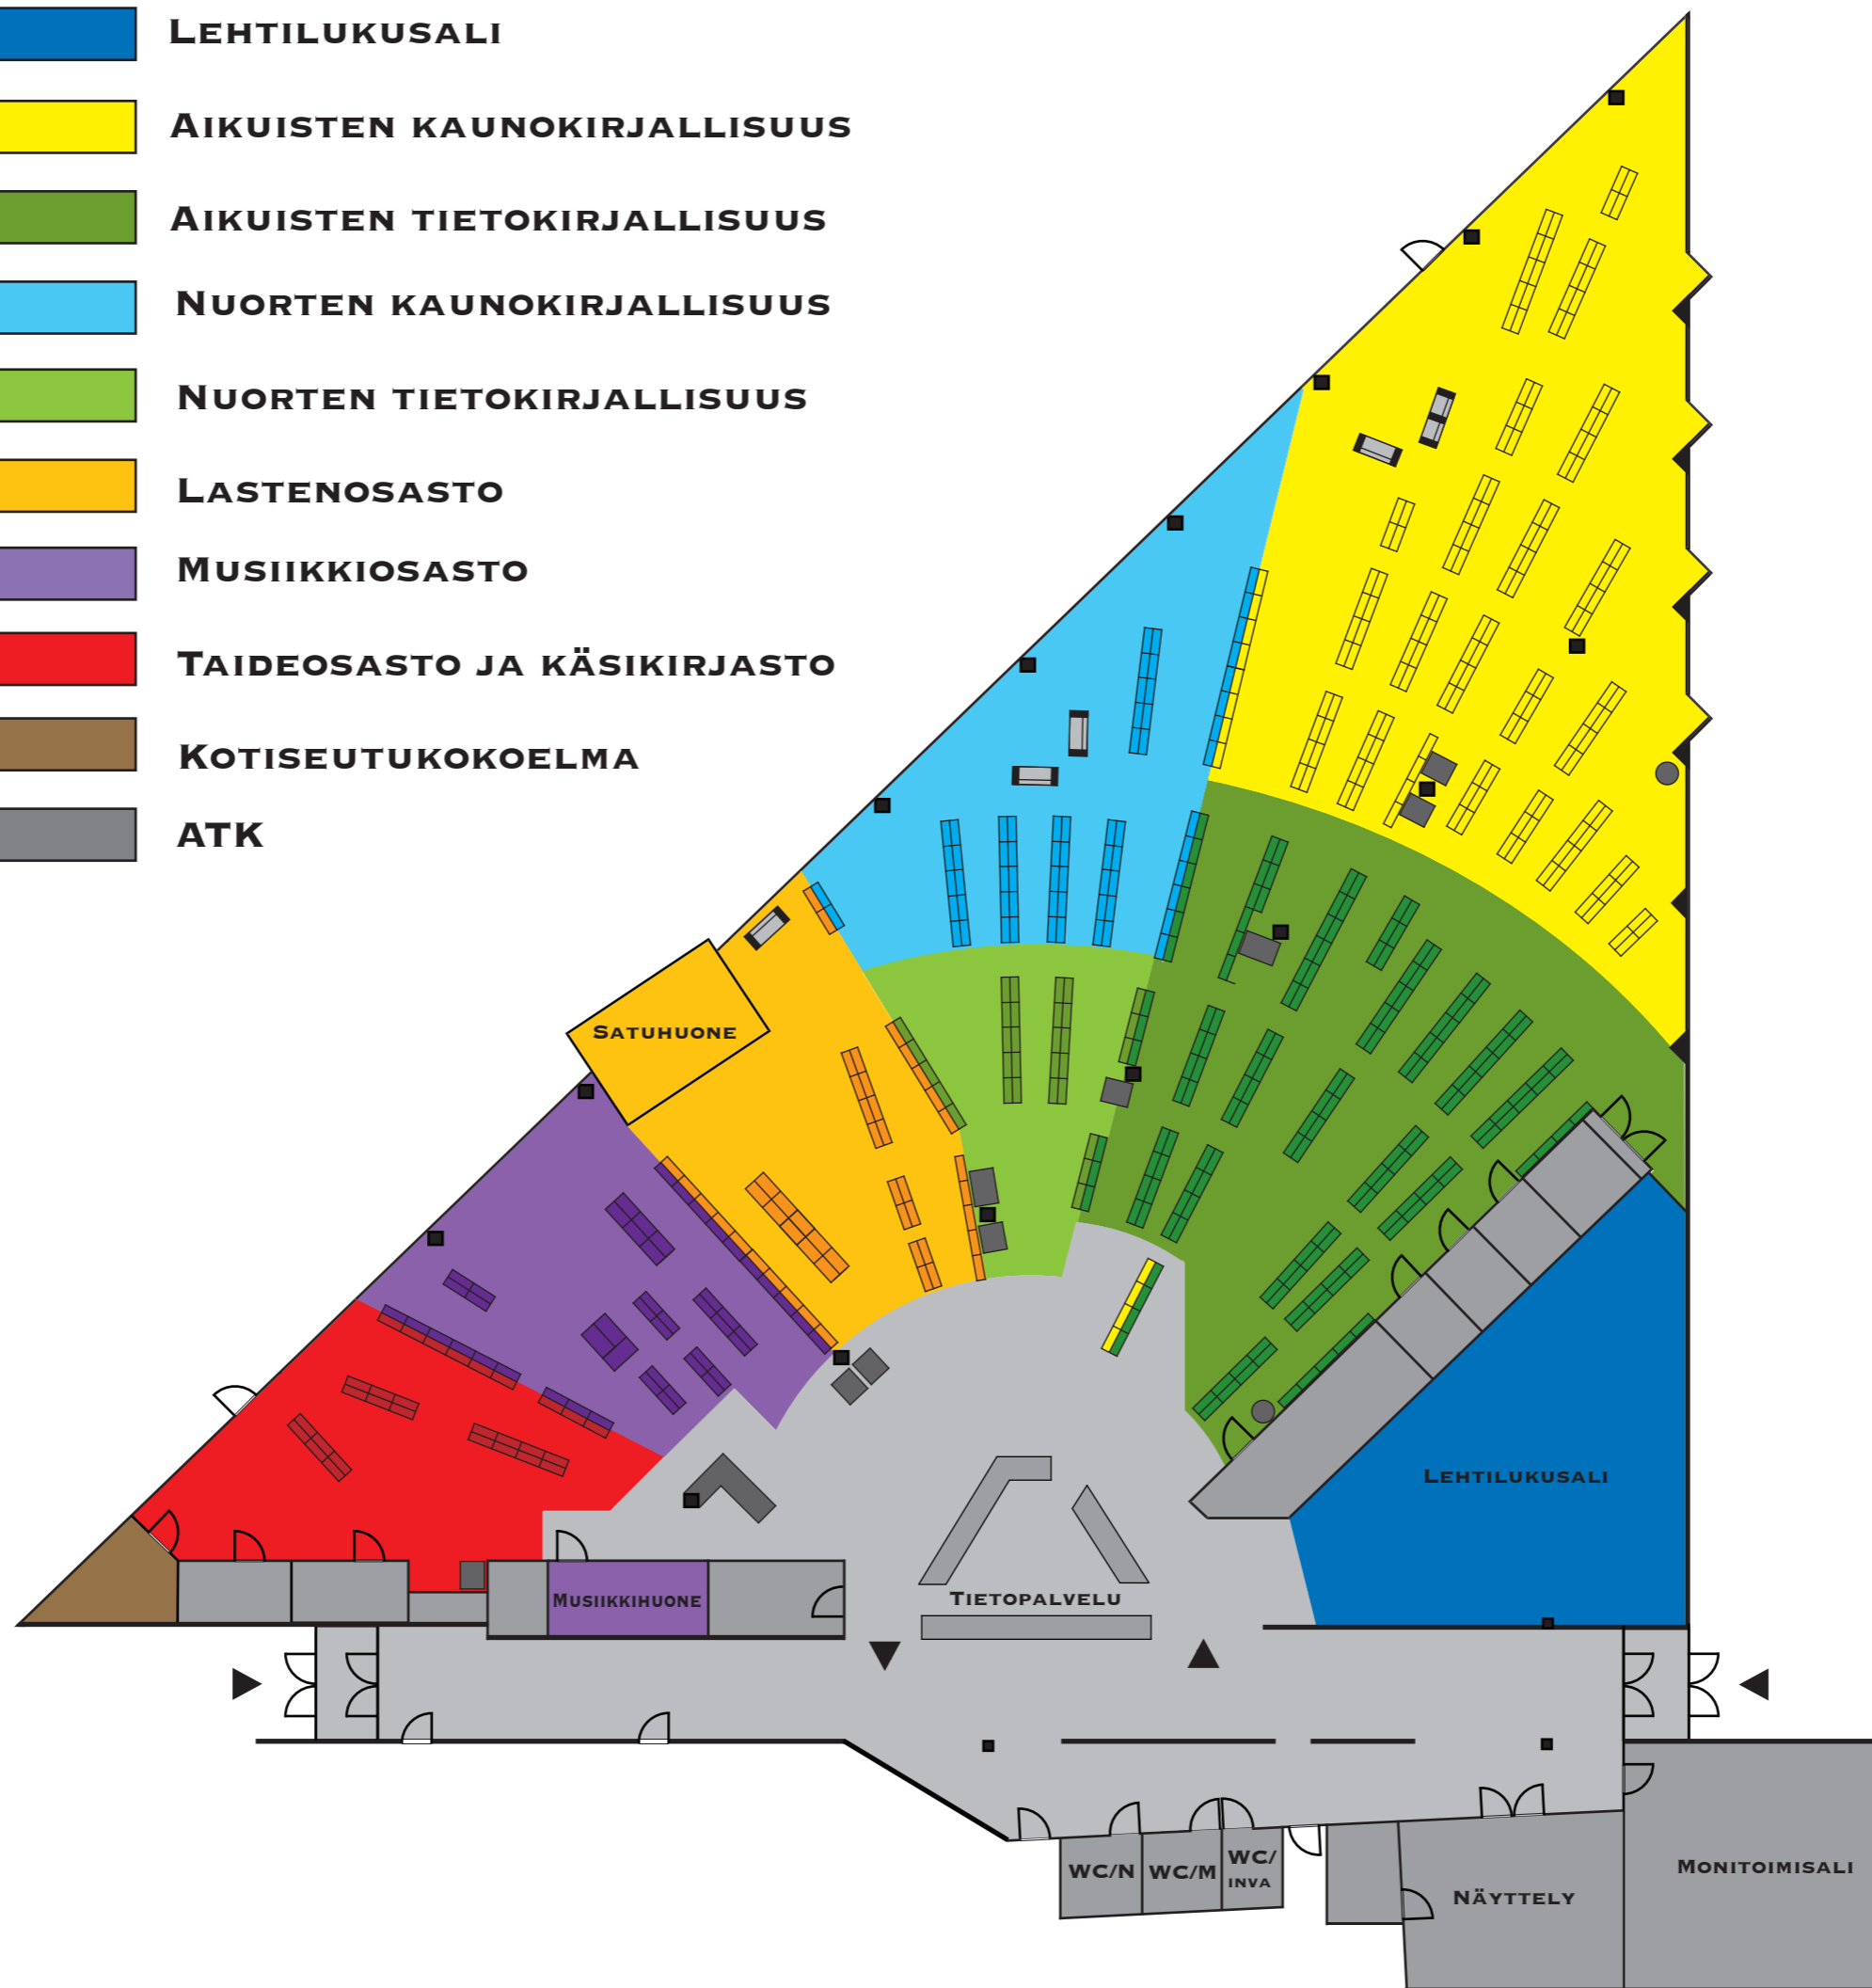 Lehtilukusali
Aikuisten kaunokirjallisuus
Aikuisten tietokirjallisuus
Nuorten kaunokirjallisuus
Nuorten tietokirjallisuus
Lastenosasto
Musiikkiosasto
Taideosasto ja käsikirjasto
Kotiseutukokoelma
ATK
Satuhuone
Lehtilukusali
Musiikkihuone
Tietopalvelu
WC/N
WC/M
WC/
inva
Näyttely
Monitoimisali